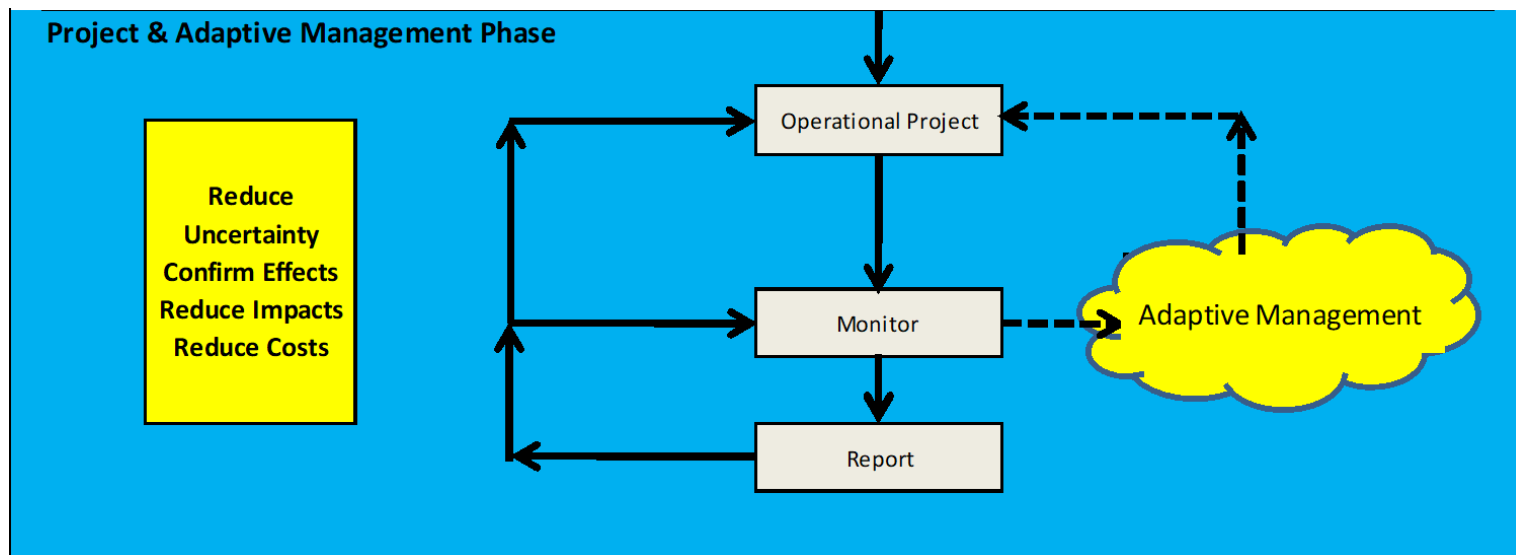 Project & Adaptive Management Phase
Operational Project
Reduce
Uncertainty
Confirm Effects
Reduce Impacts
Reduce Costs
Monitor
Adaptive Management
Report